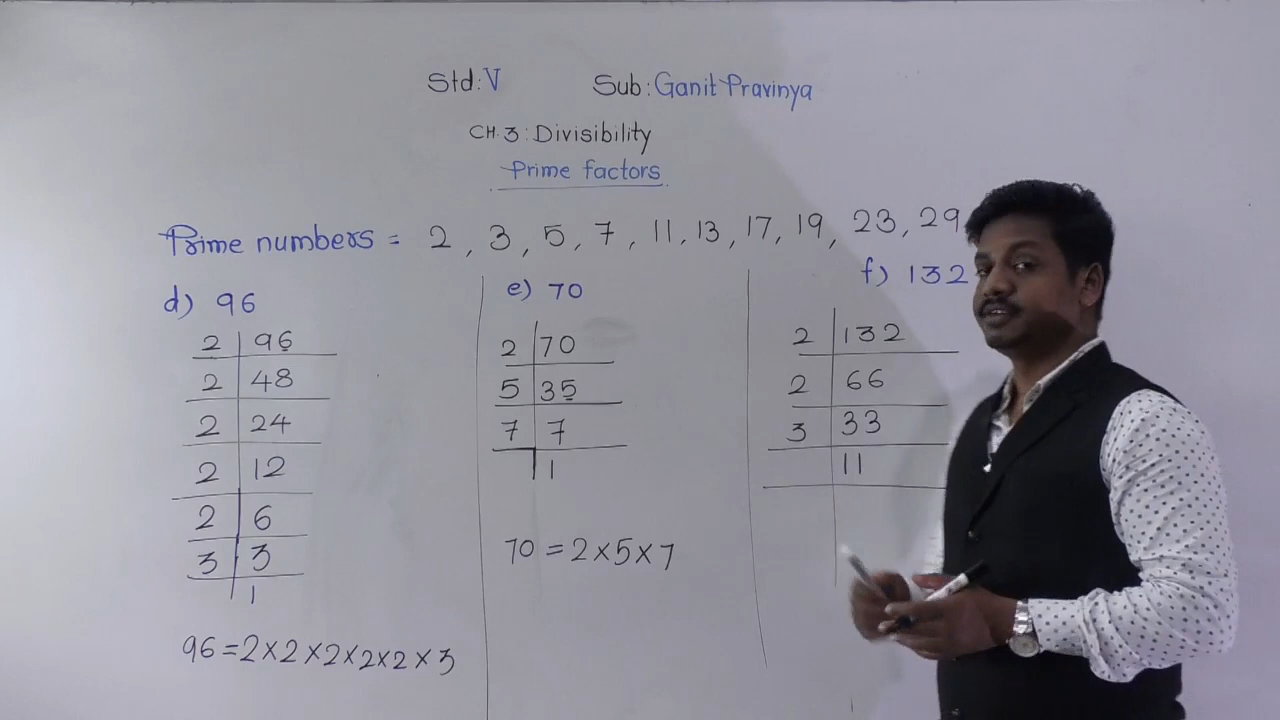 Std: V Sub: Ganit Pravinya
CH. 3: Divisibility
Prime factors
Prime numbers = 2, 3, 5, 7, 11, 13, 17, 19, 23, 29
d) 96
2 | 96
2 | 48
2 | 24
2 | 12
2 | 6
3 | 3
1
96 = 2 × 2 × 2 × 2 × 2 × 3
e) 70
2 | 70
5 | 35
7 | 7
1
70 = 2 × 5 × 7
f) 132
2 | 132
2 | 66
3 | 33
11